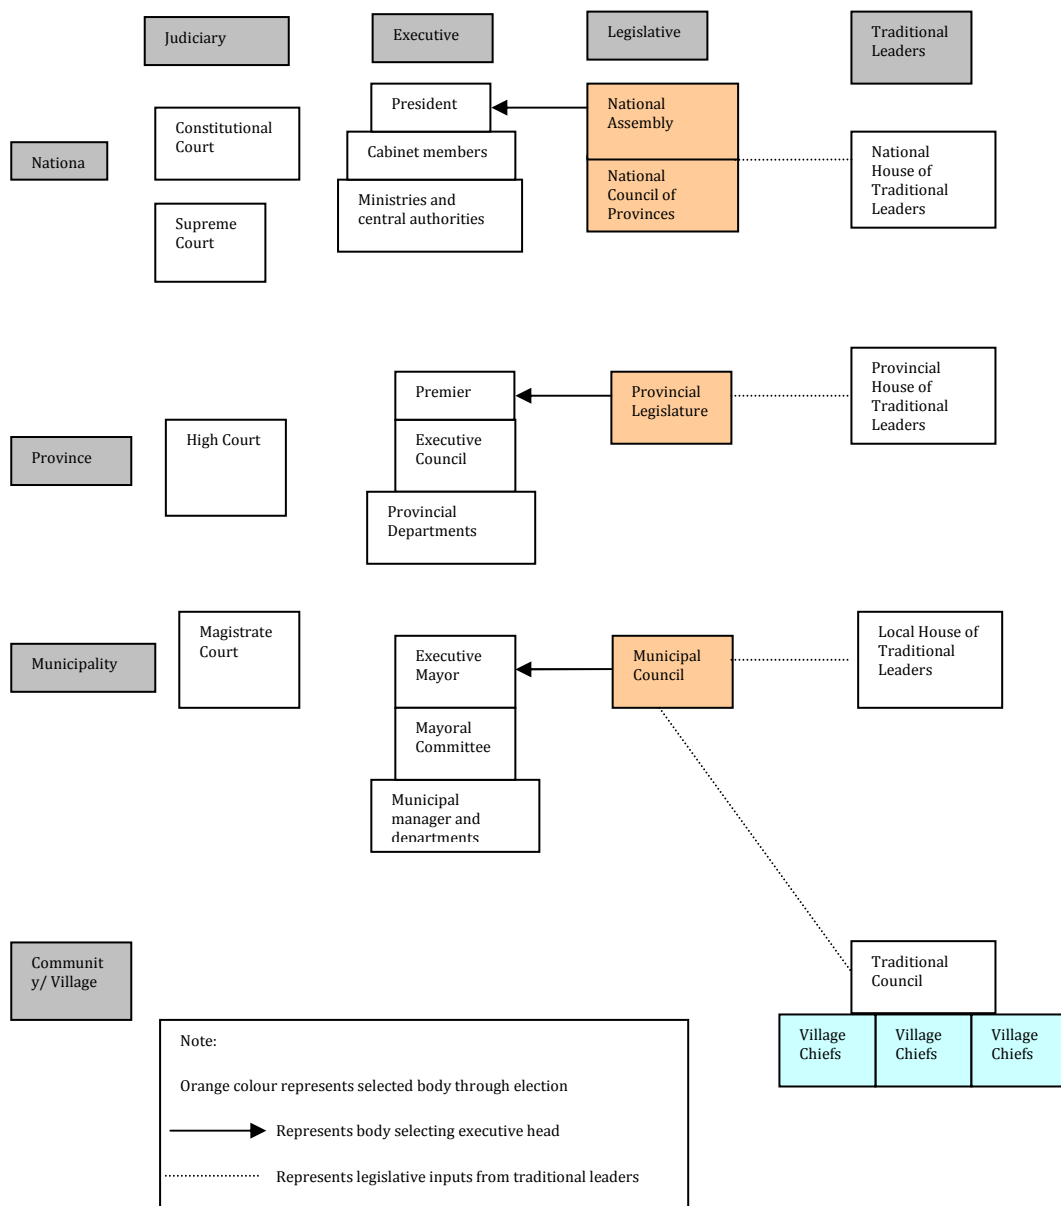 Judiciary
Executive
Legislative
Traditional
Leaders
Nationa
Constitutional
Court
Supreme
Court
President
Cabinet members
Ministries and
central authorities
National
Assembly
National
Council of
Provinces
National
House of
Traditional
Leaders
Province
High Court
Premier
Executive
Council
Provincial
Departments
Provincial
Legislature
Provincial
House of
Traditional
Leaders
Municipality
Magistrate
Court
Executive
Mayor
Mayoral
Committee
Municipal
manager and
departments
Municipal
Council
Local House of
Traditional
Leaders
Communit
y/ Village
Traditional
Council
Village
Chiefs
Village
Chiefs
Village
Chiefs
Note:
Orange colour represents selected body through election
Represents body selecting executive head
Represents legislative inputs from traditional leaders